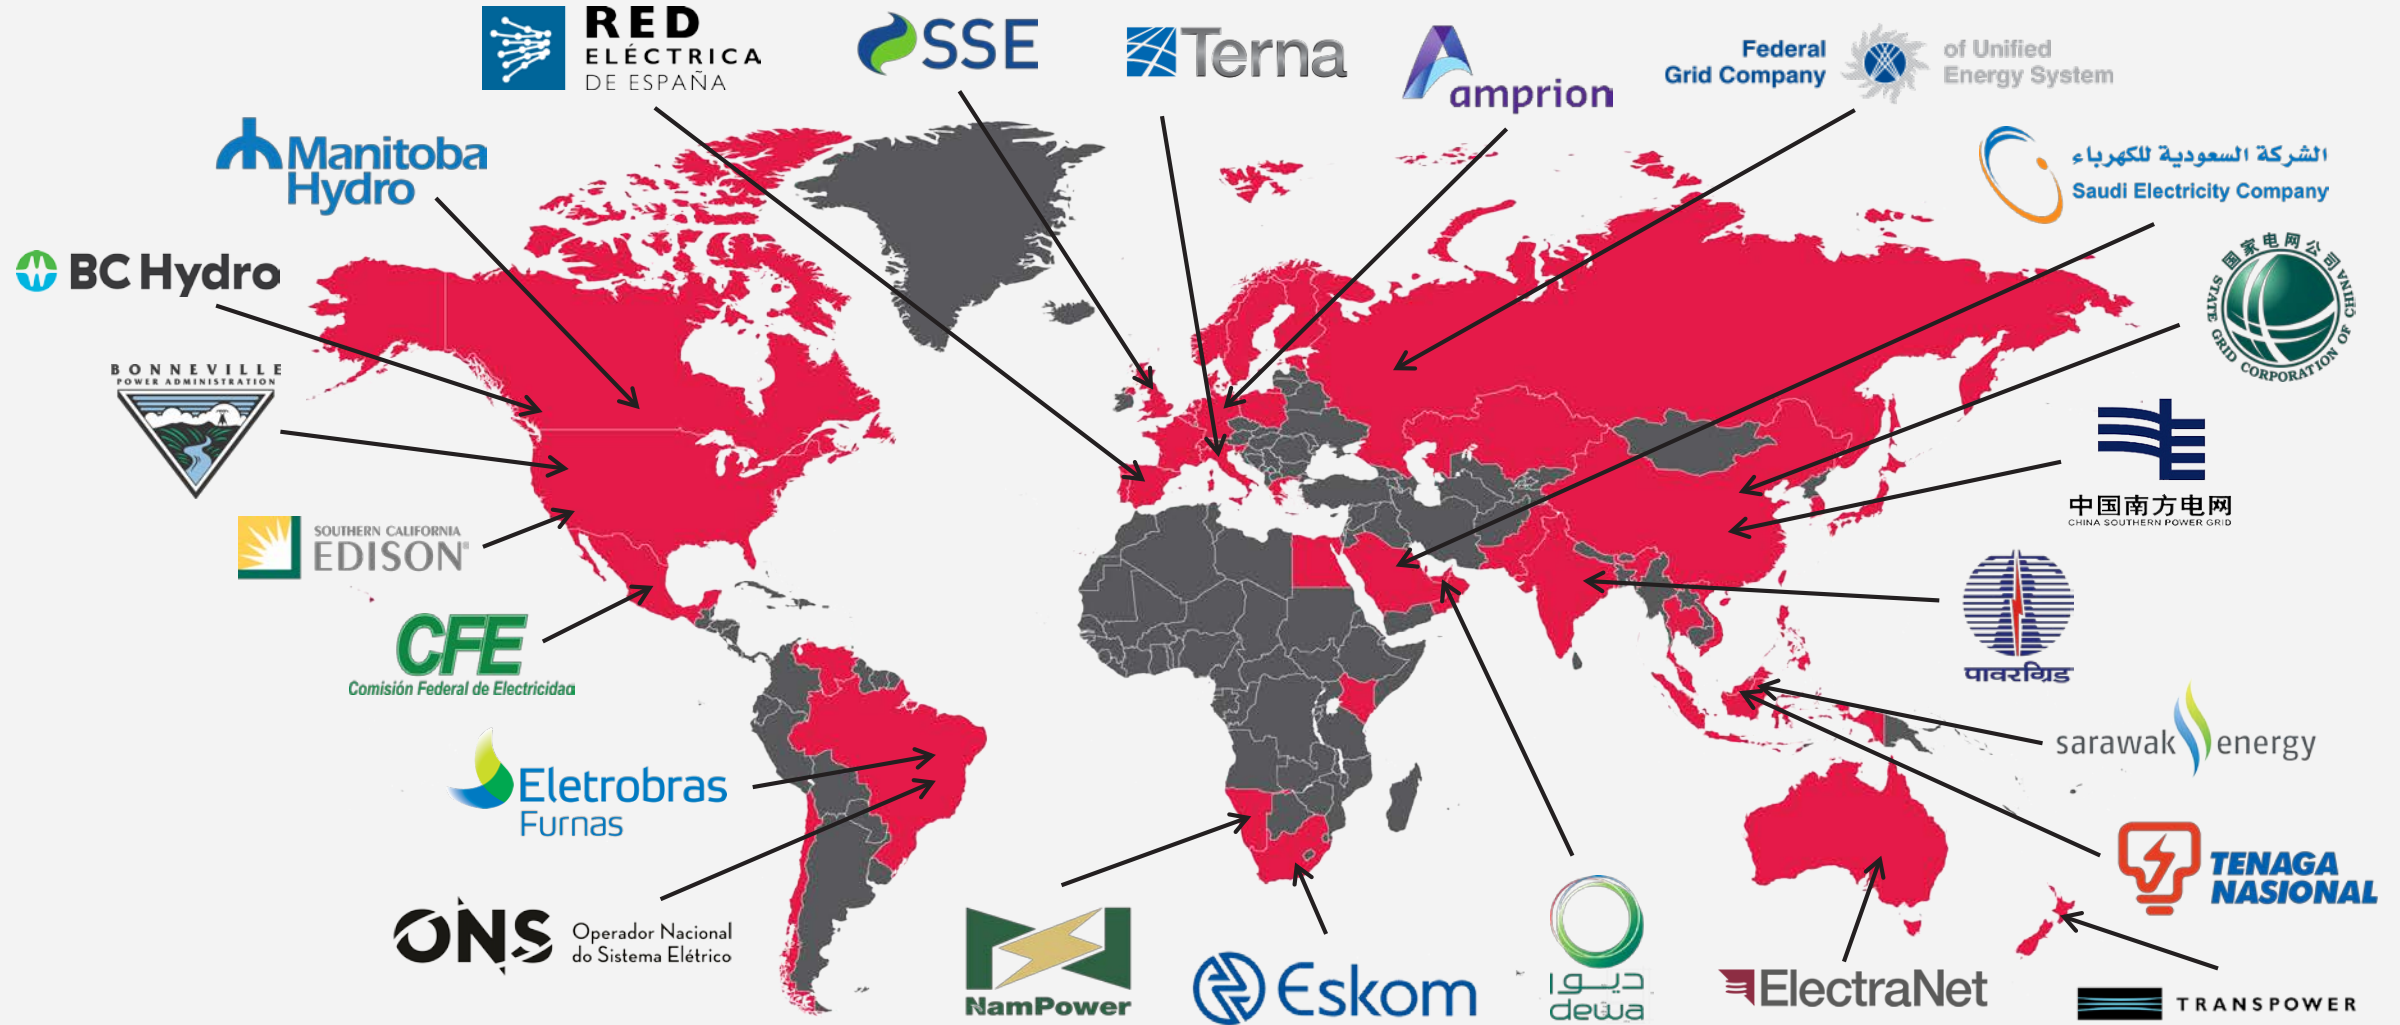 RED
ELÉCTRICA
DE ESPAÑA
SSE
Terna
amprion
Federal
Grid Company
of Unified
Energy System
Manitoba
Hydro
الشركة السعودية للكهرباء
Saudi Electricity Company
BC Hydro
国家电网公司
STATE GRID CORPORATION OF CHINA
BONNEVILLE
POWER ADMINISTRATION
中国南方电网
CHINA SOUTHERN POWER GRID
SOUTHERN CALIFORNIA
EDISON®
पावरग्रिड
CFE
Comisión Federal de Electricidad
sarawak energy
Eletrobras
Furnas
TENAGA
NASIONAL
ONS
Operador Nacional
do Sistema Elétrico
NamPower
Eskom
ديوا
dewa
ElectraNet
TRANSPOWER